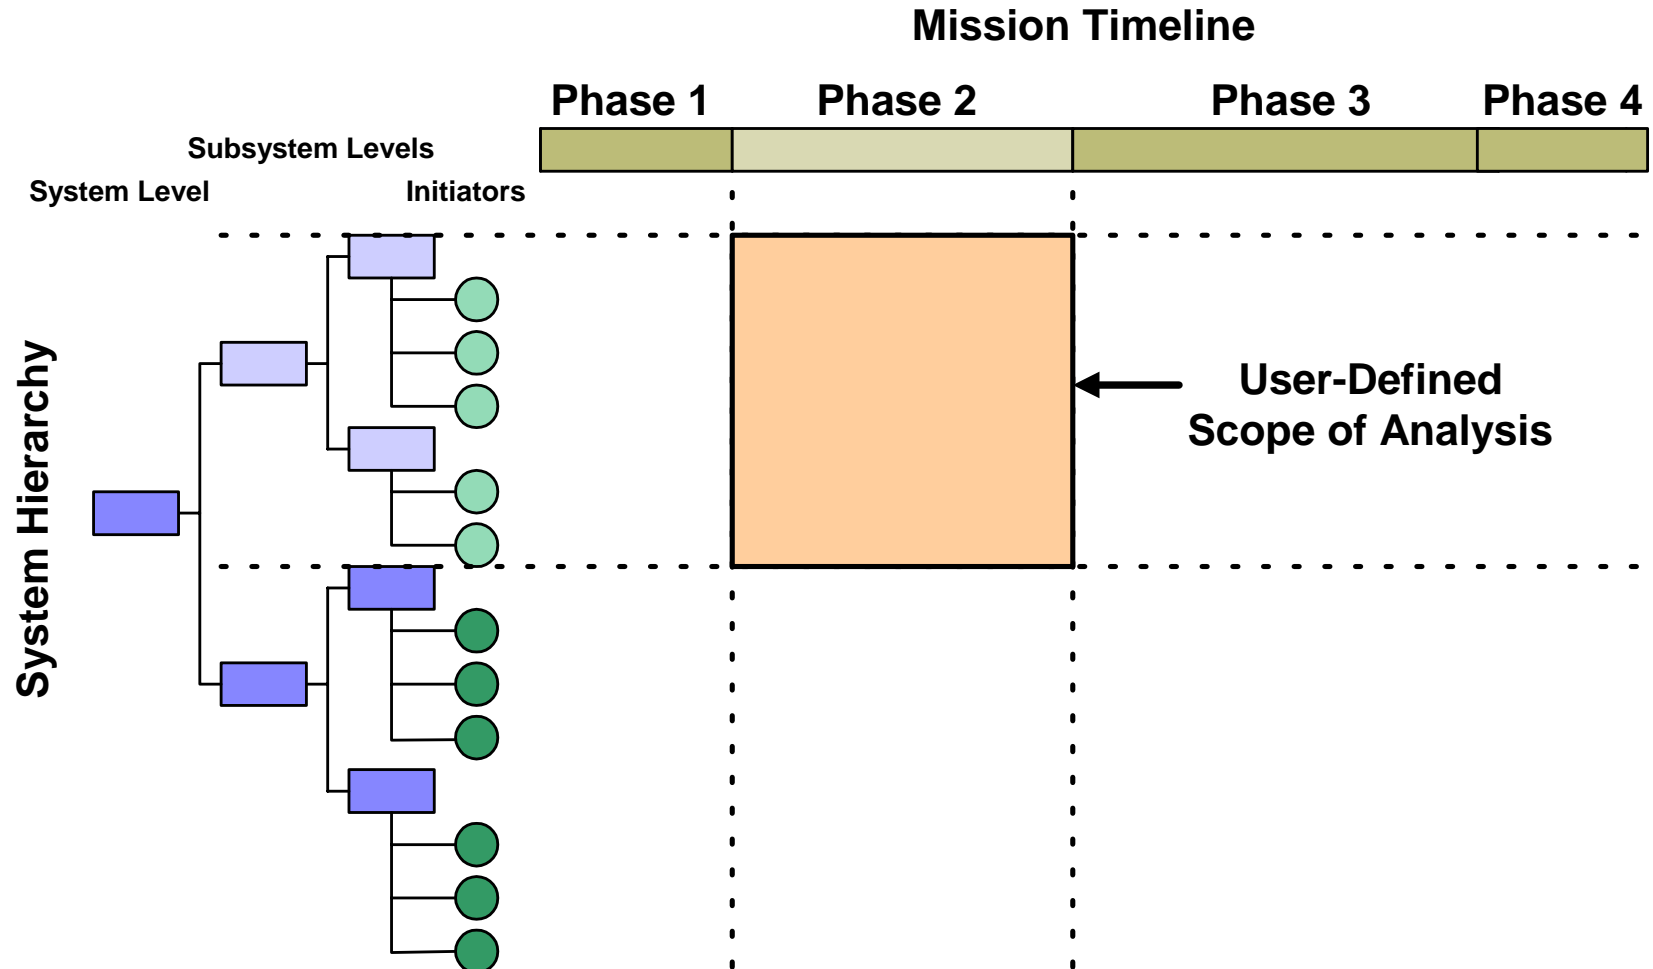 Mission Timeline
Phase 1 Phase 2 Phase 3 Phase 4
Subsystem Levels
System Level Initiators
System Hierarchy
User-Defined
Scope of Analysis